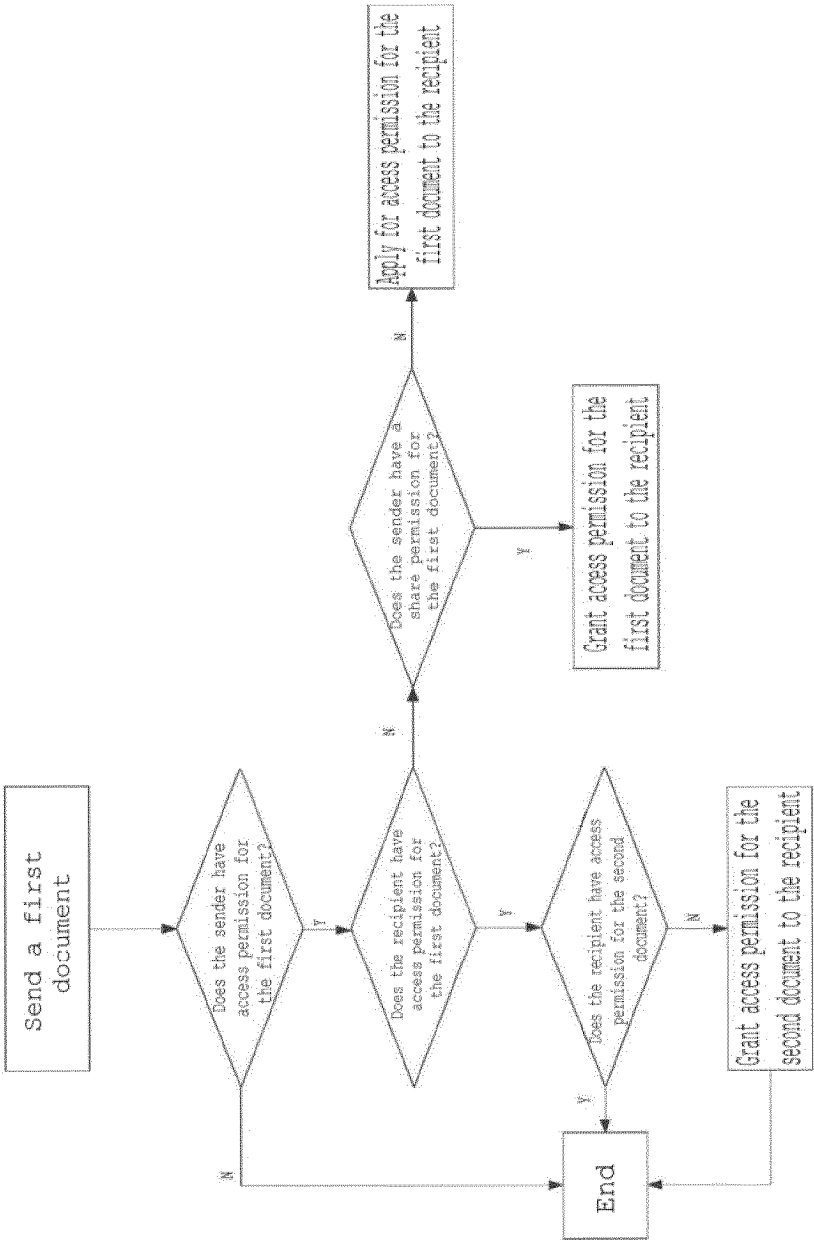 Send a first
document
Does the sender have
access permission for
the first document?
N
Y
Does the recipient have
access permission for
the first document?
N
Y
Does the sender have a
share permission for
the first document?
N
Apply for access permission for the
first document to the recipient
Y
Grant access permission for the
first document to the recipient
Does the recipient have access
permission for the second
document?
Y
N
End
Grant access permission for the
second document to the recipient